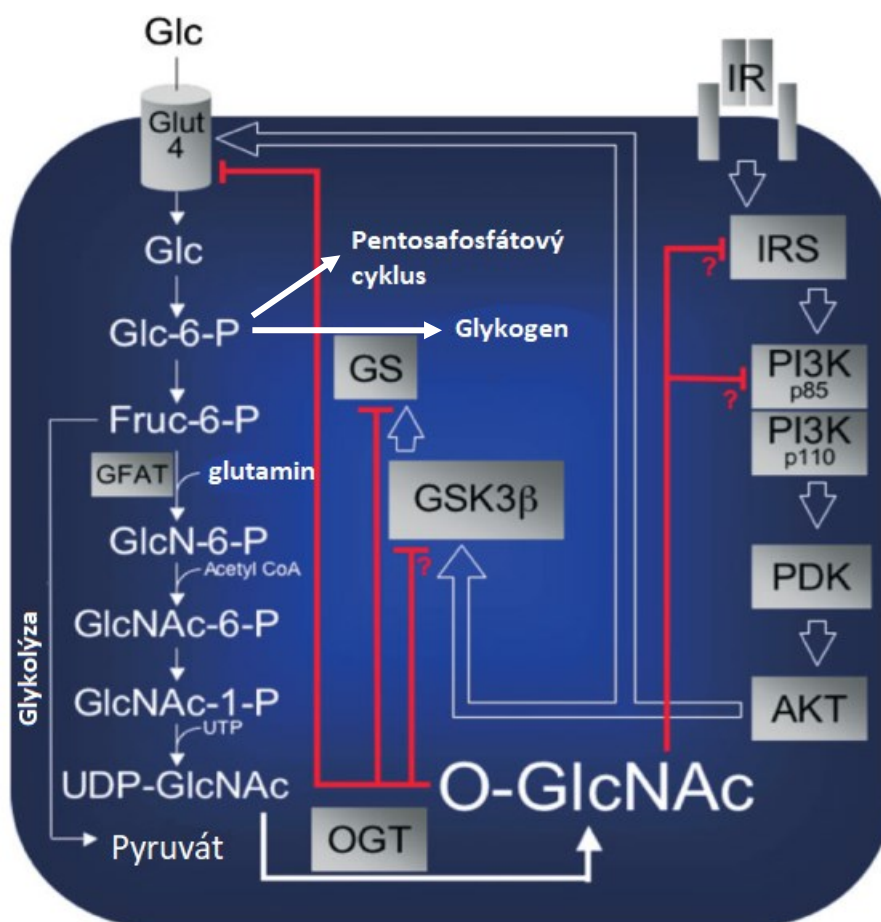 Glc
IR
Glut
4
Glc
Pentosafosfátový
cyklus
?
IRS
Glc-6-P
Glykogen
GS
?
PI3K
p85
PI3K
p110
Fruc-6-P
GFAT
glutamin
GSK3β
GlcN-6-P
Acetyl CoA
?
PDK
GlcNAc-6-P
Glykolýza
GlcNAc-1-P
UTP
AKT
UDP-GlcNAc
O-GlcNAc
Pyruvát
OGT